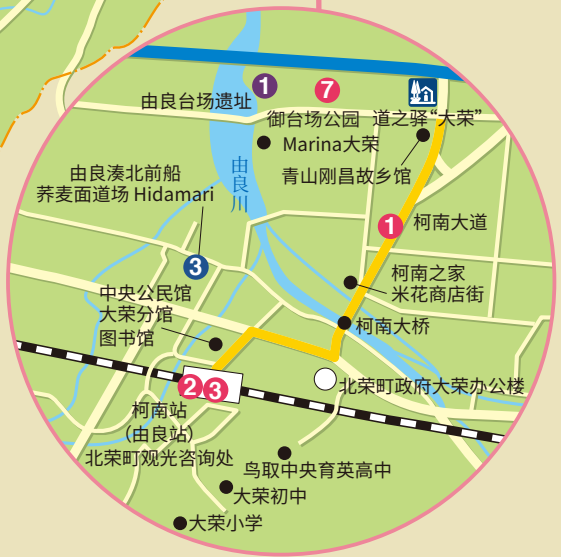 1
7
由良台场遗址
御台场公园
道之驿“大荣”
Marina大荣
青山刚昌故乡馆
由良川
由良湊北前船
荞麦面道场 Hidamari
1
柯南大道
3
柯南之家
米花商店街
中央公民馆
大荣分馆
图书馆
柯南大桥
2
3
北荣町政府大荣办公楼
柯南站
（由良站）
北荣町观光咨询处
鸟取中央育英高中
大荣初中
大荣小学